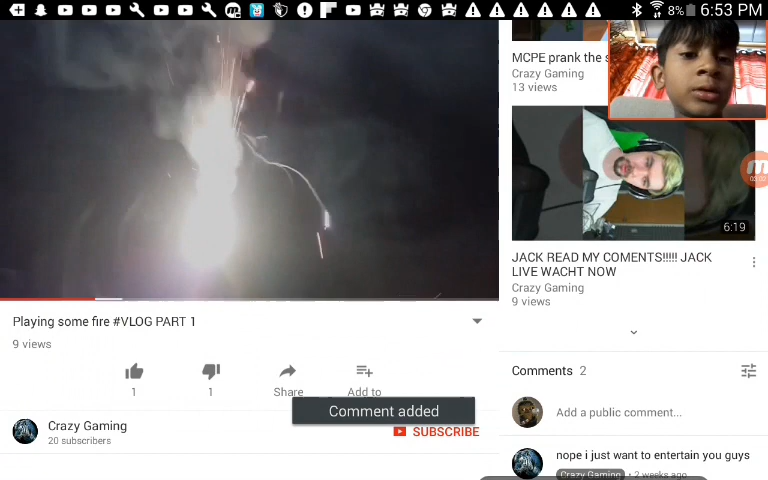 8% 6:53 PM
MCPE prank the s
Crazy Gaming
13 views
6:19
JACK READ MY COMENTS!!!!! JACK
LIVE WACHT NOW
Crazy Gaming
9 views
Playing some fire #VLOG PART 1
9 views
1
1
Share
Add to
Comment added
Crazy Gaming
20 subscribers
SUBSCRIBE
Comments 2
Add a public comment...
nope i just want to entertain you guys
Crazy Gaming • 2 weeks ago